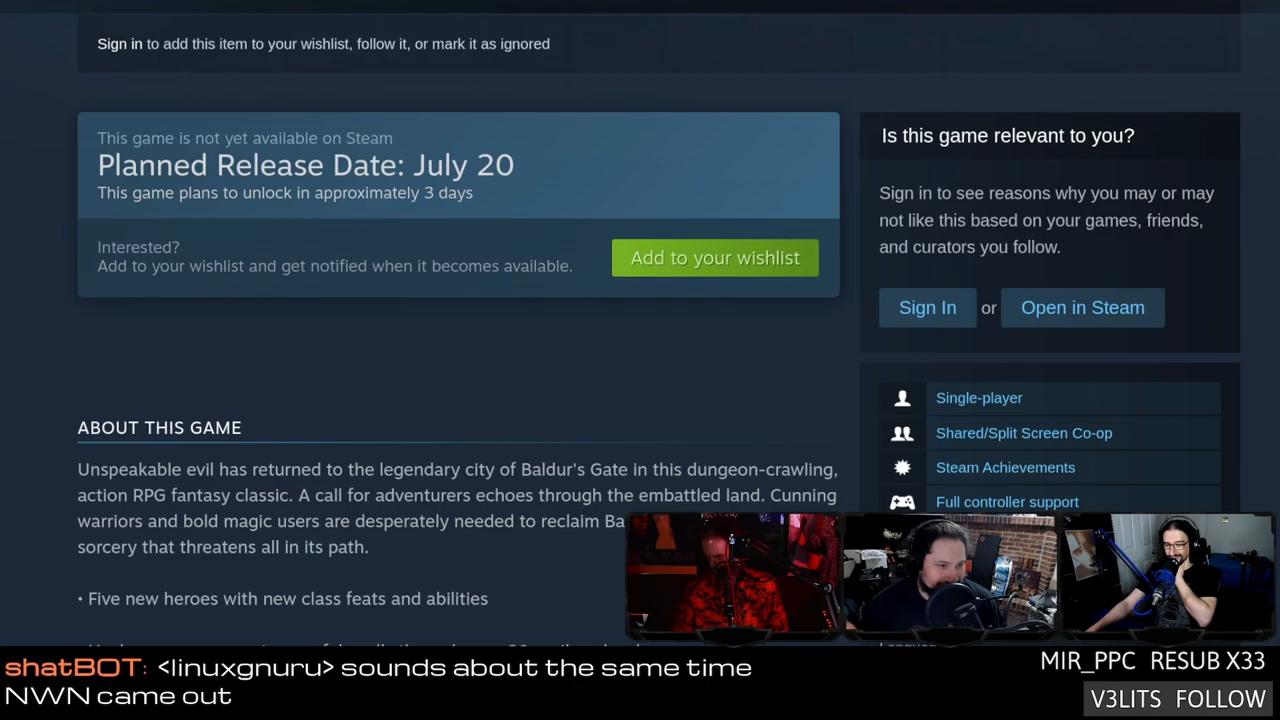 Sign in to add this item to your wishlist, follow it, or mark it as ignored
This game is not yet available on Steam
Planned Release Date: July 20
This game plans to unlock in approximately 3 days
Interested?
Add to your wishlist and get notified when it becomes available.
Add to your wishlist
Is this game relevant to you?
Sign in to see reasons why you may or may
not like this based on your games, friends,
and curators you follow.
Sign In or Open in Steam
Single-player
Shared/Split Screen Co-op
Steam Achievements
Full controller support
ABOUT THIS GAME
Unspeakable evil has returned to the legendary city of Baldur's Gate in this dungeon-crawling,
action RPG fantasy classic. A call for adventurers echoes through the embattled land. Cunning
warriors and bold magic users are desperately needed to reclaim Ba
sorcery that threatens all in its path.
• Five new heroes with new class feats and abilities
shatBOT: <linuxgnuru> sounds about the same time
NWN came out
MIR_PPC RESUB X33
V3LITS FOLLOW